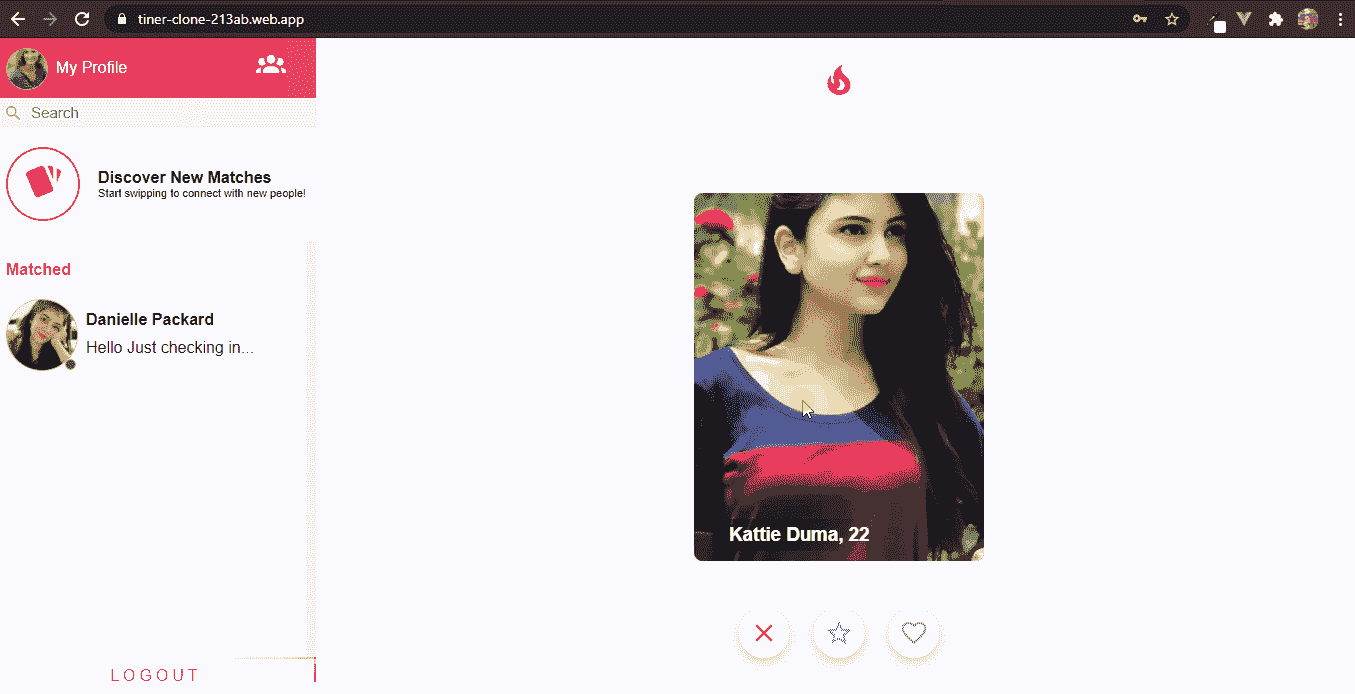 tiner-clone-213ab.web.app
My Profile
Search
Discover New Matches
Start swipping to connect with new people!
Matched
Danielle Packard
Hello Just checking in...
Kattie Duma, 22
LOGOUT